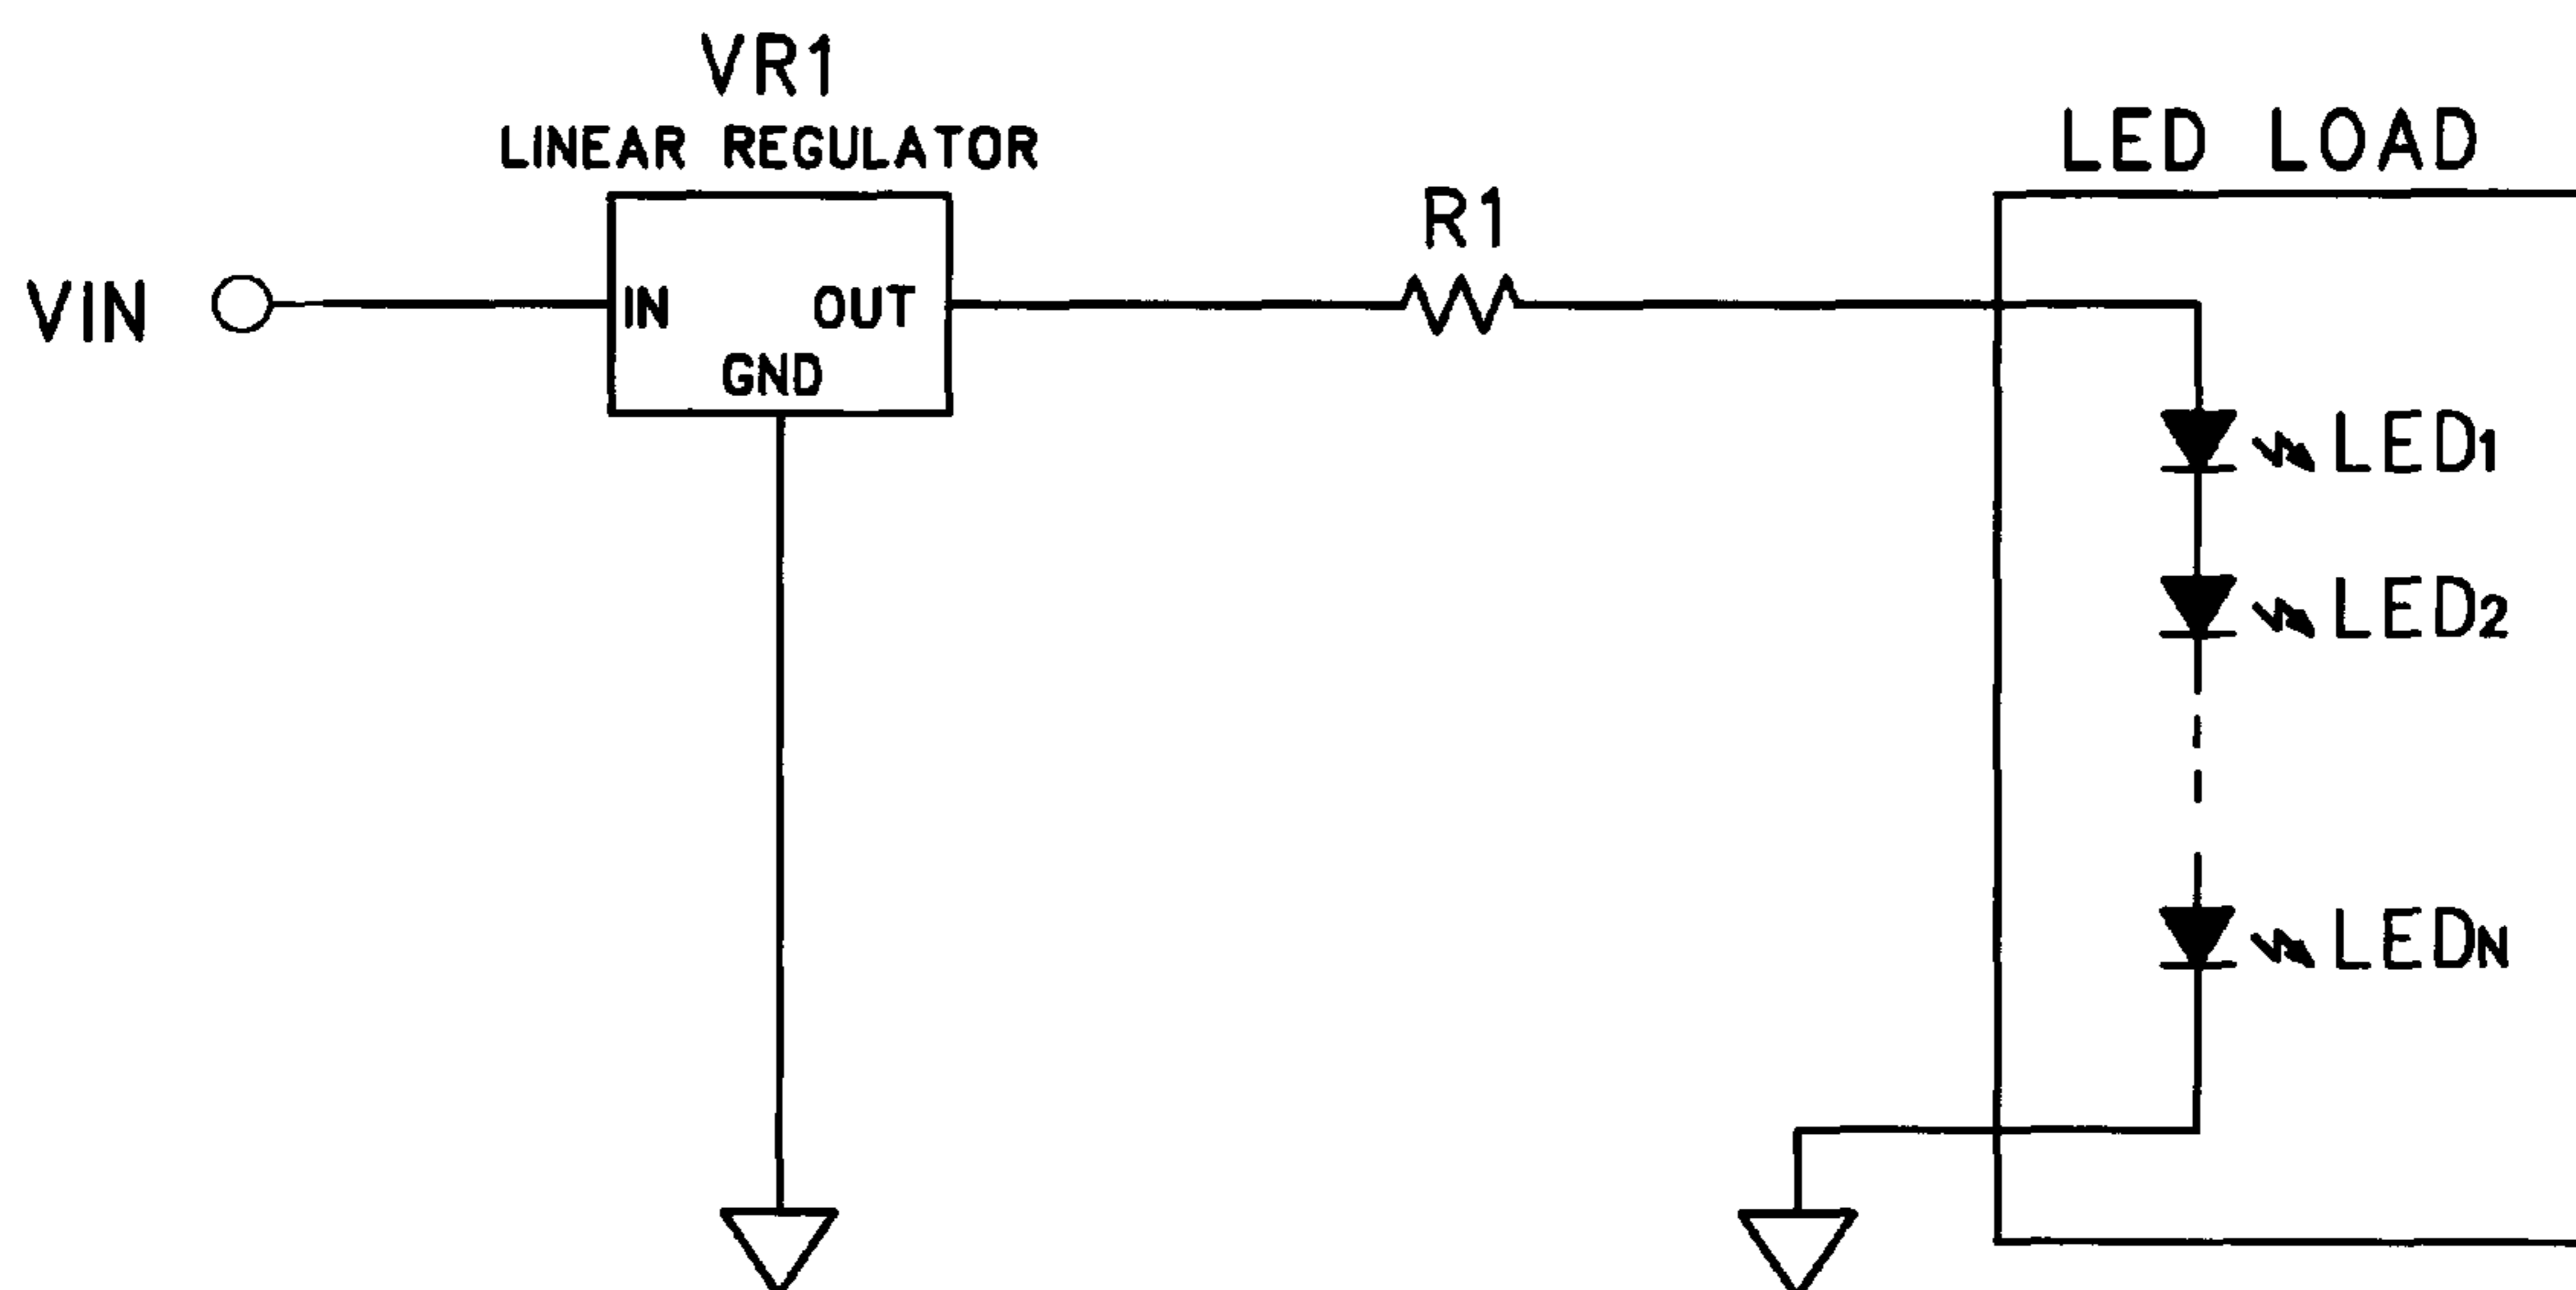 VR1
LINEAR REGULATOR
LED LOAD
R1
VIN
IN
OUT
GND
LED1
LED2
LEDN